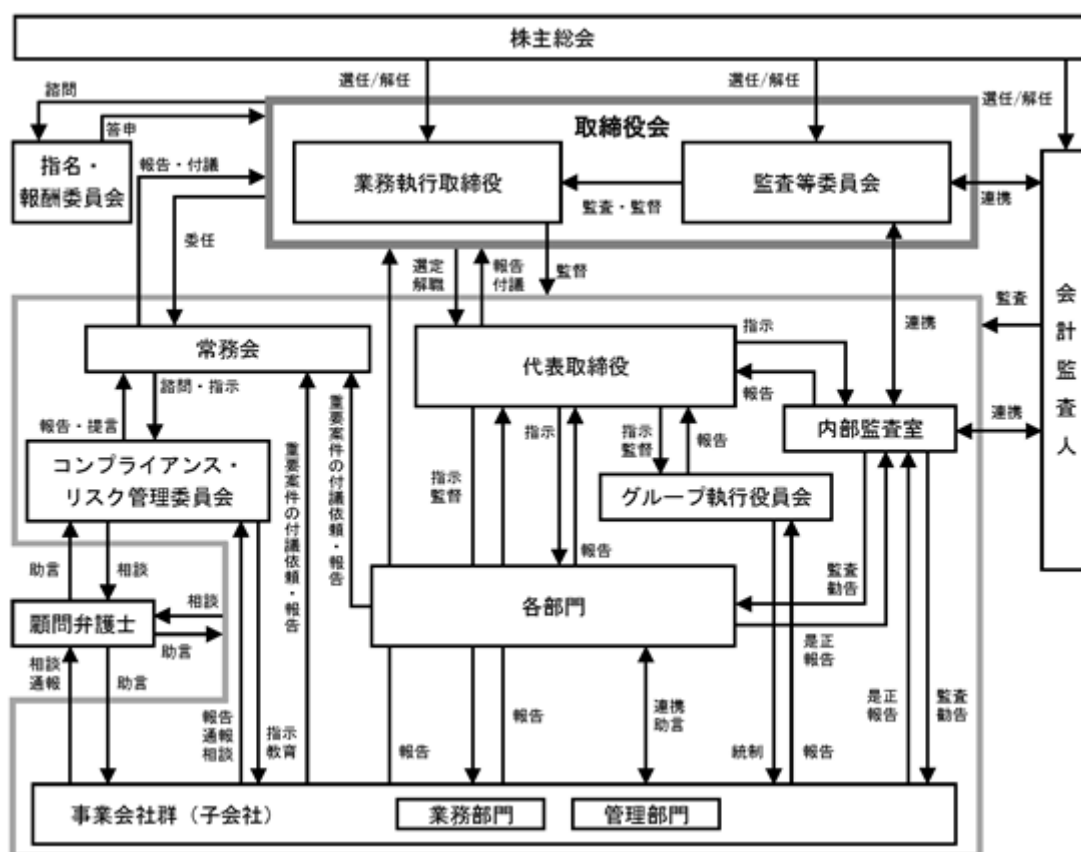 株主総会
選任/解任
選任/解任
選任/解任
諮問
答申
取締役会
指名・
報酬委員会
報告・付議
業務執行取締役
監査等委員会
監査・監督
連携
委任
選定
解職
報告
付議
監督
連携
監査
会計監査人
常務会
代表取締役
指示
報告
諮問・指示
報告・提言
重要案件の付議依頼・報告
重要案件の付議依頼・報告
指示
指示
監督
報告
内部監査室
連携
コンプライアンス・
リスク管理委員会
指示
監督
グループ執行役員会
報告
助言
相談
各部門
監査
勧告
顧問弁護士
相談
助言
是正
報告
相談
通報
助言
報告
通報
相談
指示
教育
報告
報告
連携
助言
統制
報告
是正
報告
監査
勧告
事業会社群（子会社）
業務部門
管理部門